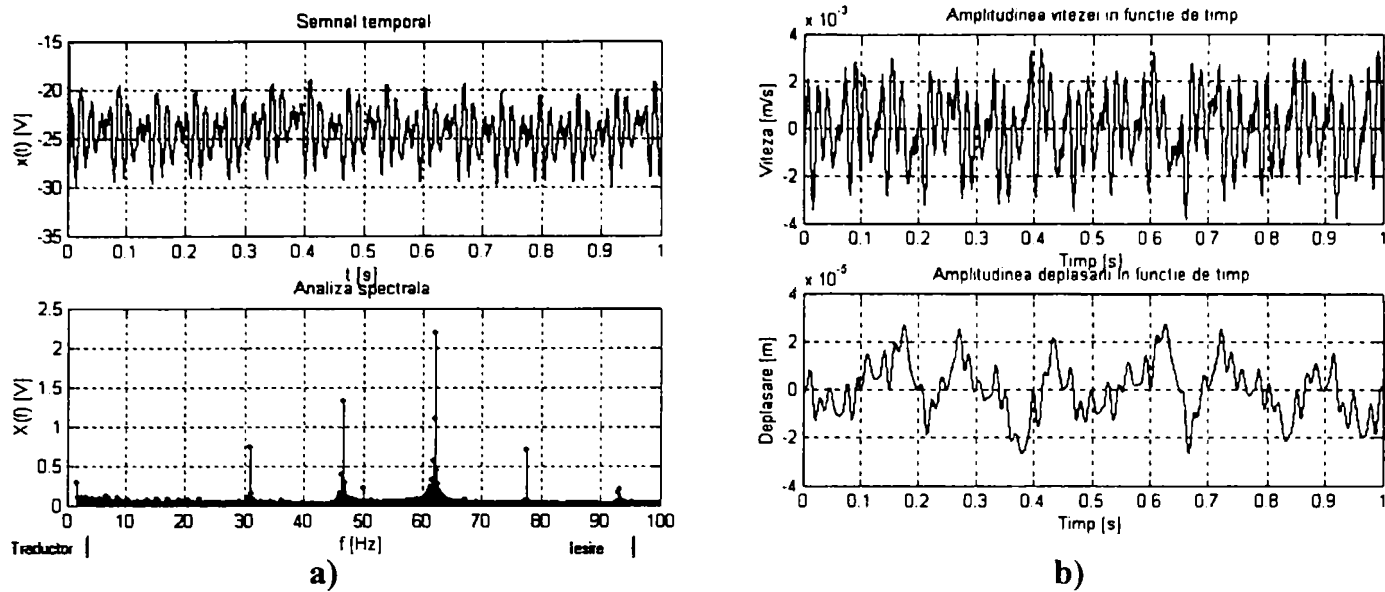 Semnal temporal
-15
-20
-25
-30
-35
x(t) [V]
0 0.1 0.2 0.3 0.4 0.5 0.6 0.7 0.8 0.9 1
t [s]
Analiza spectrala
2.5
2
1.5
1
0.5
0
X(f) [V]
0 10 20 30 40 50 60 70 80 90 100
f [Hz]
Traductor
Iesire
a)
x 10⁻³
Amplitudinea vitezei in functie de timp
4
2
0
-2
-4
Viteza [m/s]
0 0.1 0.2 0.3 0.4 0.5 0.6 0.7 0.8 0.9 1
Timp [s]
x 10⁻⁵
Amplitudinea deplasarii in functie de timp
4
2
0
-2
-4
Deplasare [m]
0 0.1 0.2 0.3 0.4 0.5 0.6 0.7 0.8 0.9 1
Timp [s]
b)